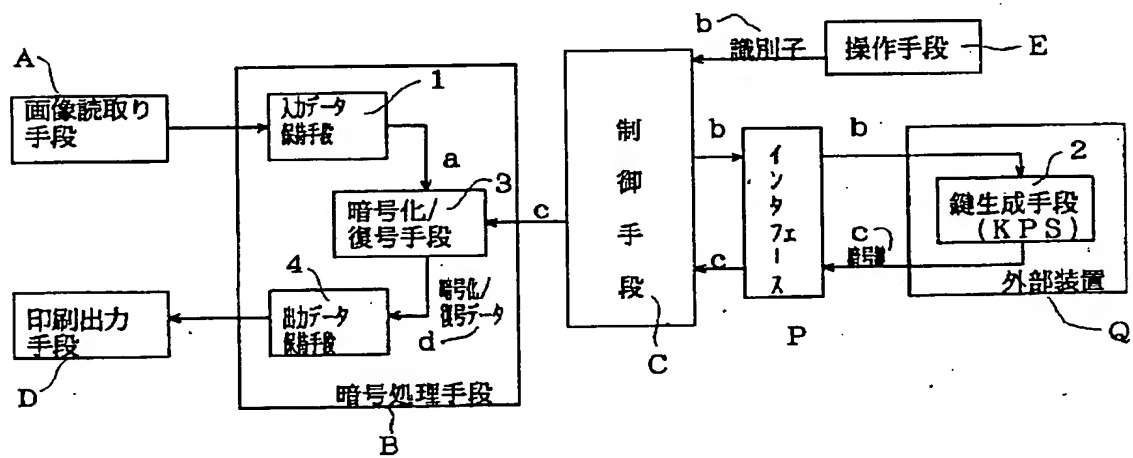 A
画像読取り
手段
1
入力データ
保持手段
a
3
暗号化/
復号手段
4
出力データ
保持手段
暗号化/
復号データ
d
暗号処理手段
B
印刷出力
手段
D
c
制御手段
C
b
識別子
操作手段
E
b
c
インタフェース
P
b
2
鍵生成手段
(KPS)
c
暗号鍵
外部装置
Q